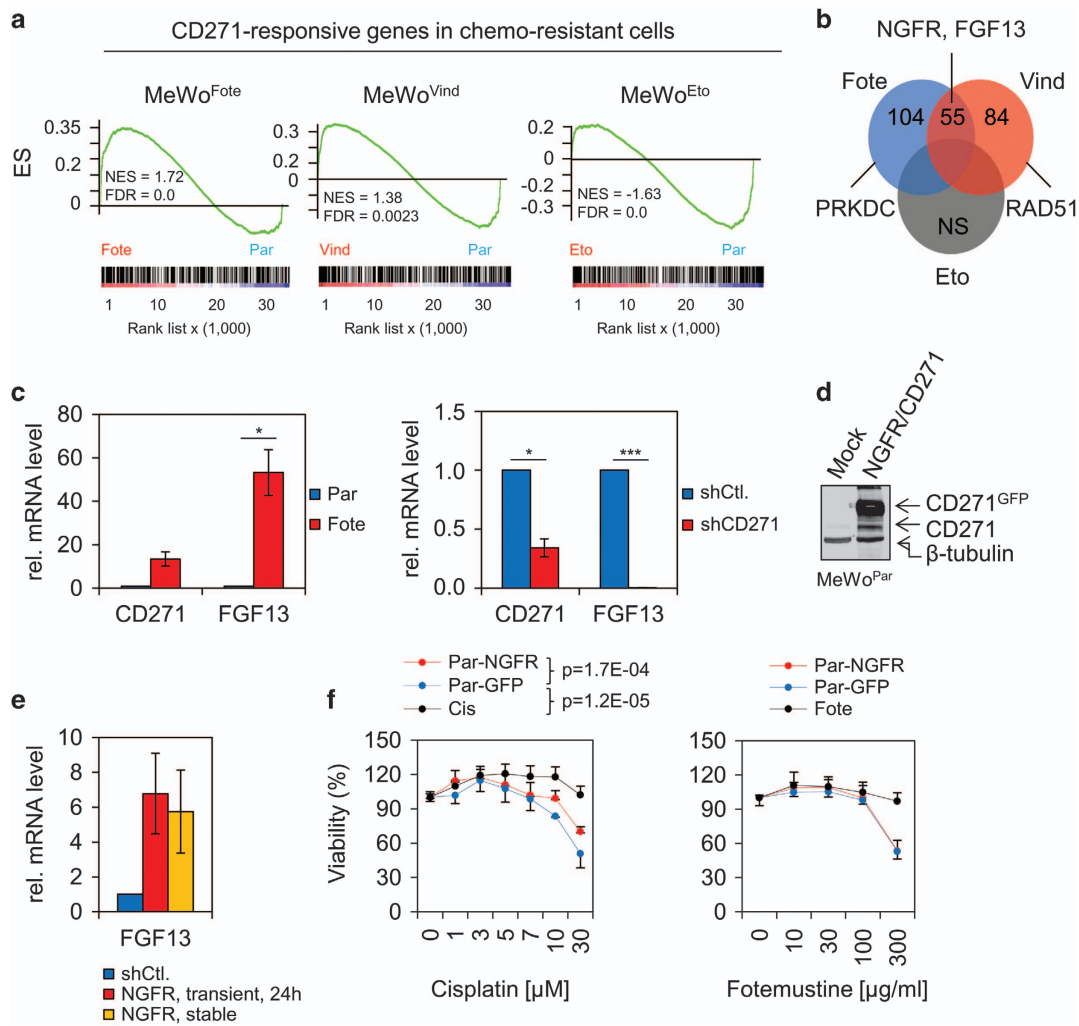 a
CD271-responsive genes in chemo-resistant cells
MeWoFote
MeWoVind
MeWoEto
ES
0.35
0.2
0
NES = 1.72
FDR = 0.0
0.3
0.2
0
NES = 1.38
FDR = 0.0023
0.2
0
-0.2
-0.3
NES = -1.63
FDR = 0.0
Fote Par
Vind Par
Eto Par
1 10 20 30
1 10 20 30
1 10 20 30
Rank list x (1,000)
Rank list x (1,000)
Rank list x (1,000)
b
NGFR, FGF13
Fote Vind
104 55 84
PRKDC RAD51
NS
Eto
c
rel. mRNA level
80
60
40
20
0
*
CD271 FGF13
Par
Fote
rel. mRNA level
1.5
1.0
0.5
0.0
* ***
CD271 FGF13
shCtl.
shCD271
d
Mock
NGFR/CD271
CD271GFP
CD271
β-tubulin
MeWoPar
e
rel. mRNA level
10
8
6
4
2
0
FGF13
shCtl.
NGFR, transient, 24h
NGFR, stable
f
Par-NGFR
Par-GFP
Cis
p=1.7E-04
p=1.2E-05
Viability (%)
150
120
90
60
30
0
0 1 3 5 7 10 30
Cisplatin [µM]
Par-NGFR
Par-GFP
Fote
150
120
90
60
30
0
0 10 30 100 300
Fotemustine [µg/ml]